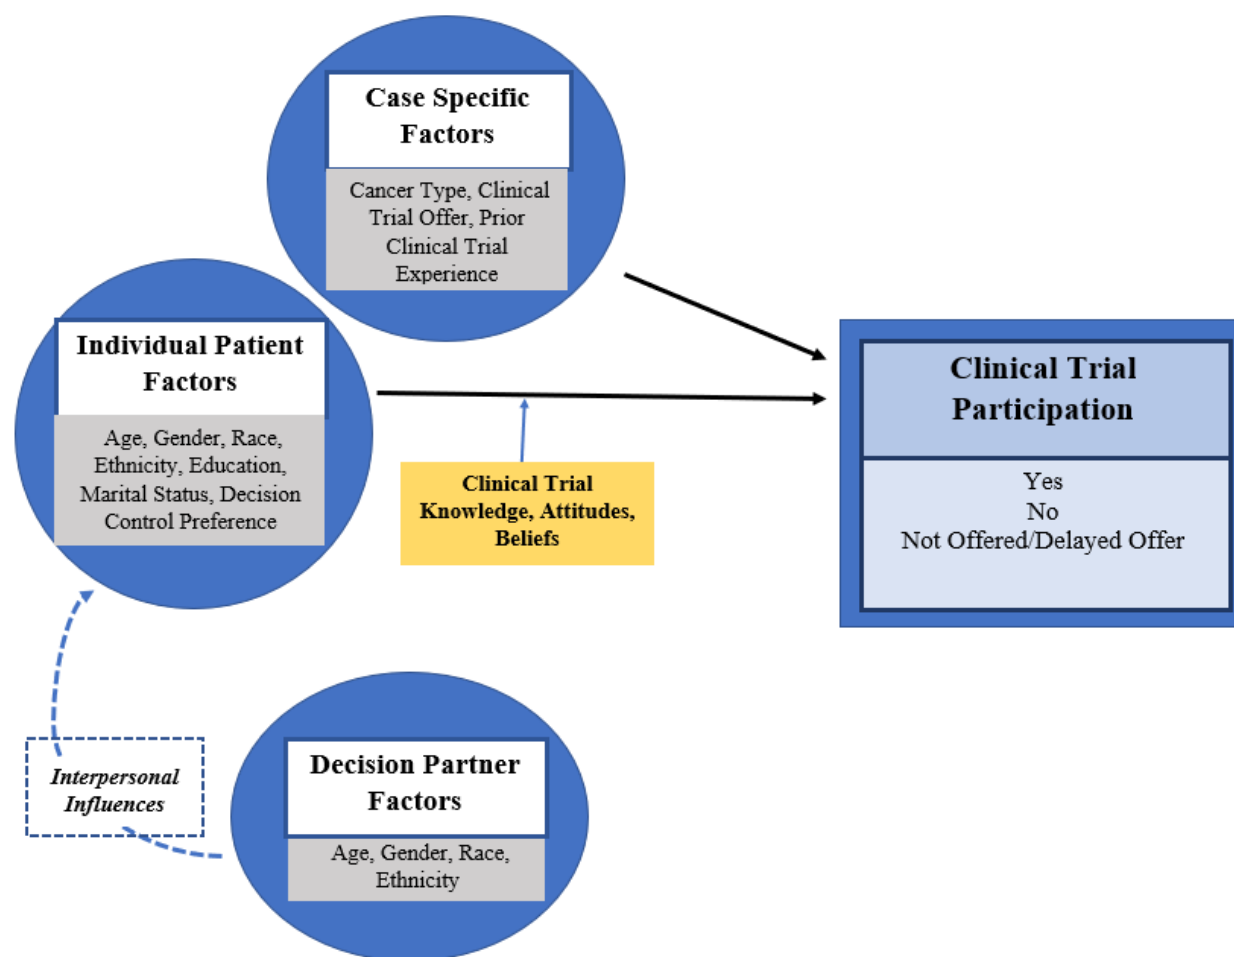 Case Specific
Factors
Cancer Type, Clinical
Trial Offer, Prior
Clinical Trial
Experience
Individual Patient
Factors
Age, Gender, Race,
Ethnicity, Education,
Marital Status, Decision
Control Preference
Clinical Trial
Knowledge, Attitudes,
Beliefs
Clinical Trial
Participation
Yes
No
Not Offered/Delayed Offer
Interpersonal
Influences
Decision Partner
Factors
Age, Gender, Race,
Ethnicity